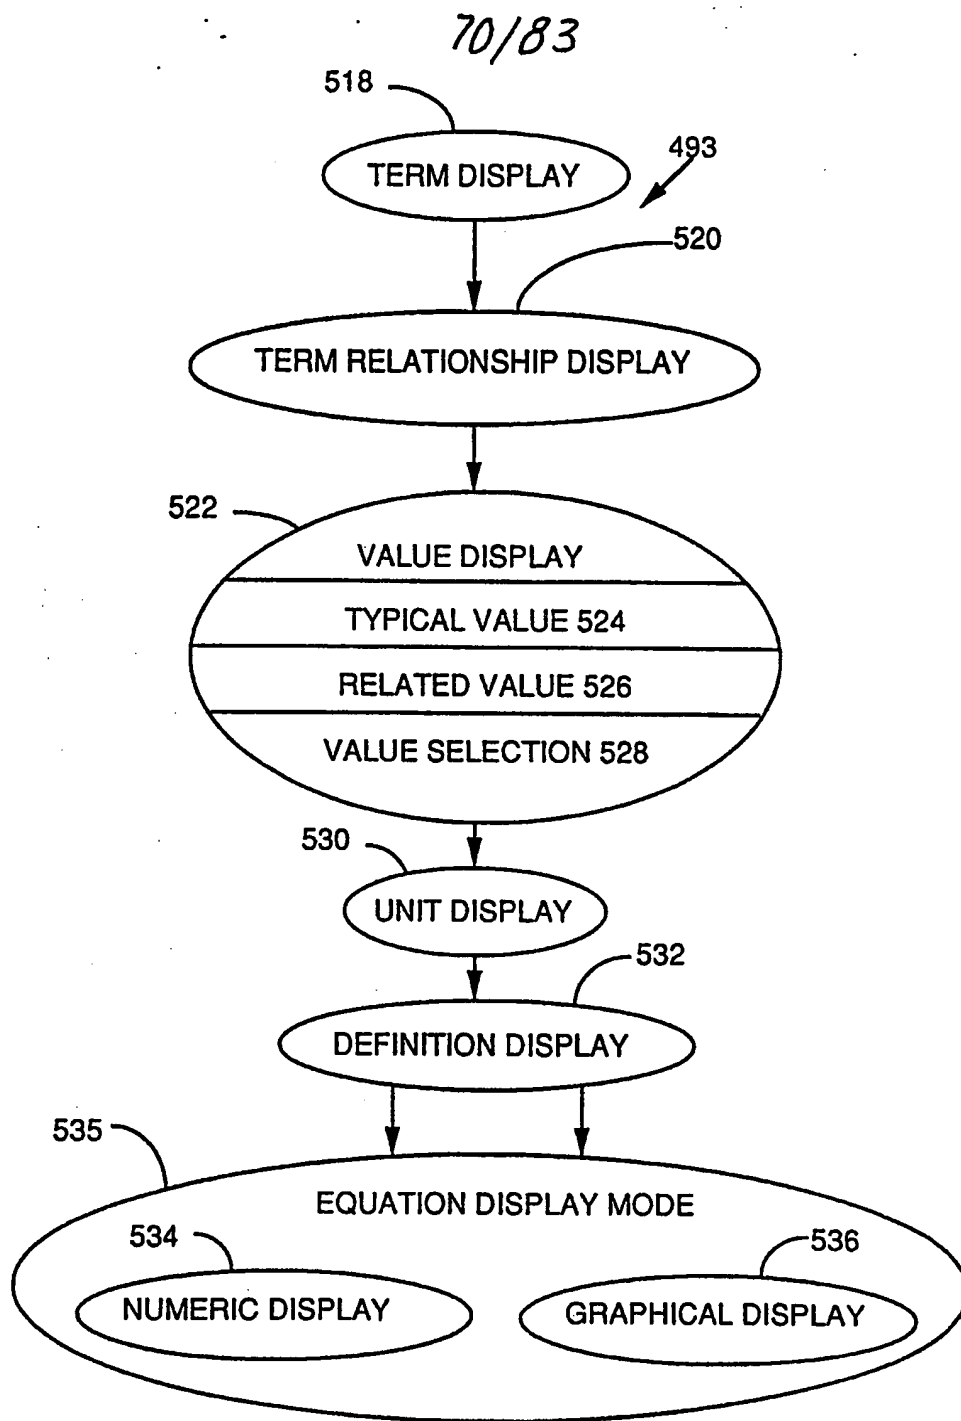 70/83
518
TERM DISPLAY
493
520
TERM RELATIONSHIP DISPLAY
522
VALUE DISPLAY
TYPICAL VALUE 524
RELATED VALUE 526
VALUE SELECTION 528
530
UNIT DISPLAY
532
DEFINITION DISPLAY
535
EQUATION DISPLAY MODE
534
536
NUMERIC DISPLAY
GRAPHICAL DISPLAY